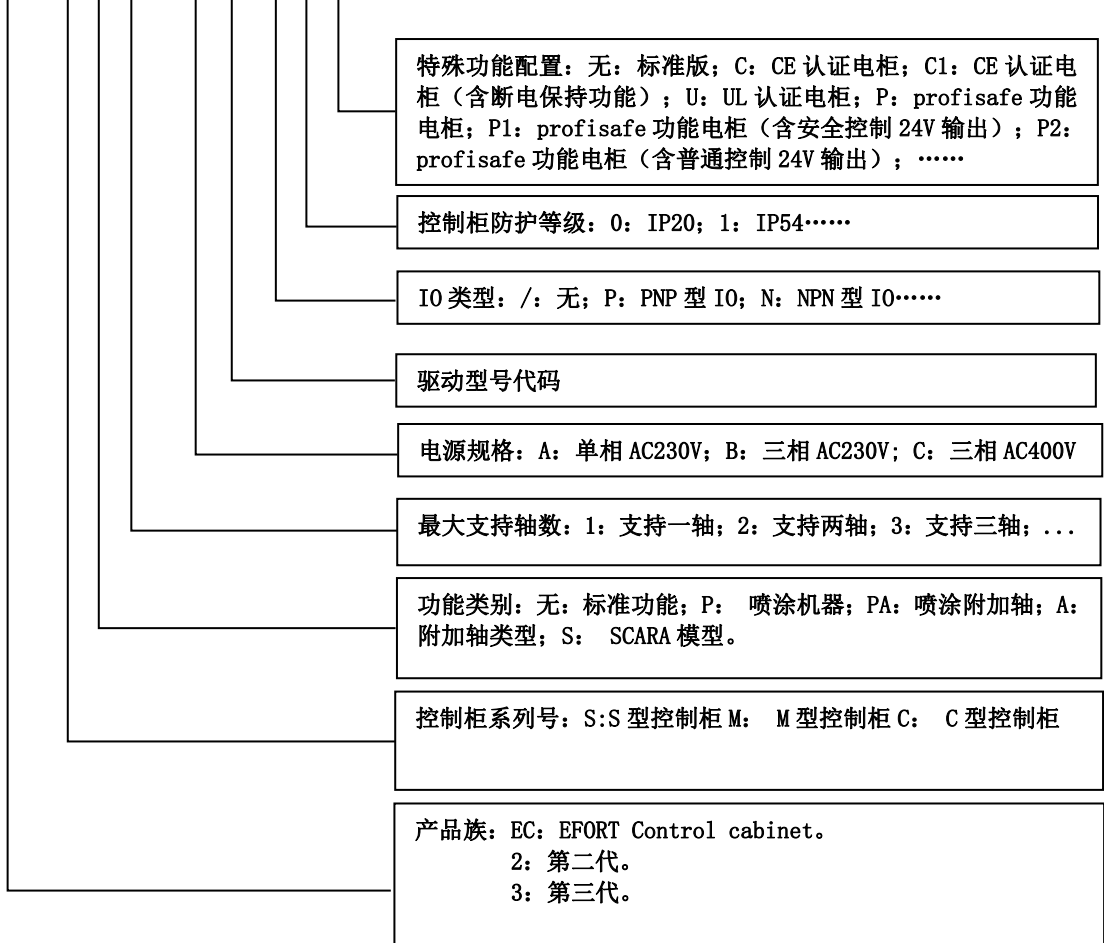 特殊功能配置：无：标准版；C：CE 认证电柜；C1：CE 认证电
柜（含断电保持功能）；U：UL 认证电柜；P：profisafe 功能
电柜；P1：profisafe 功能电柜（含安全控制 24V 输出）；P2：
profisafe 功能电柜（含普通控制 24V 输出）；……
控制柜防护等级：0：IP20；1：IP54……
IO 类型：/：无；P：PNP 型 IO；N：NPN 型 IO……
驱动型号代码
电源规格：A：单相 AC230V；B：三相 AC230V；C：三相 AC400V
最大支持轴数：1：支持一轴；2：支持两轴；3：支持三轴；...
功能类别：无：标准功能；P： 喷涂机器；PA：喷涂附加轴；A：
附加轴类型；S： SCARA 模型。
控制柜系列号：S:S 型控制柜 M： M 型控制柜 C： C 型控制柜
产品族：EC：EFORT Control cabinet。
2：第二代。
3：第三代。